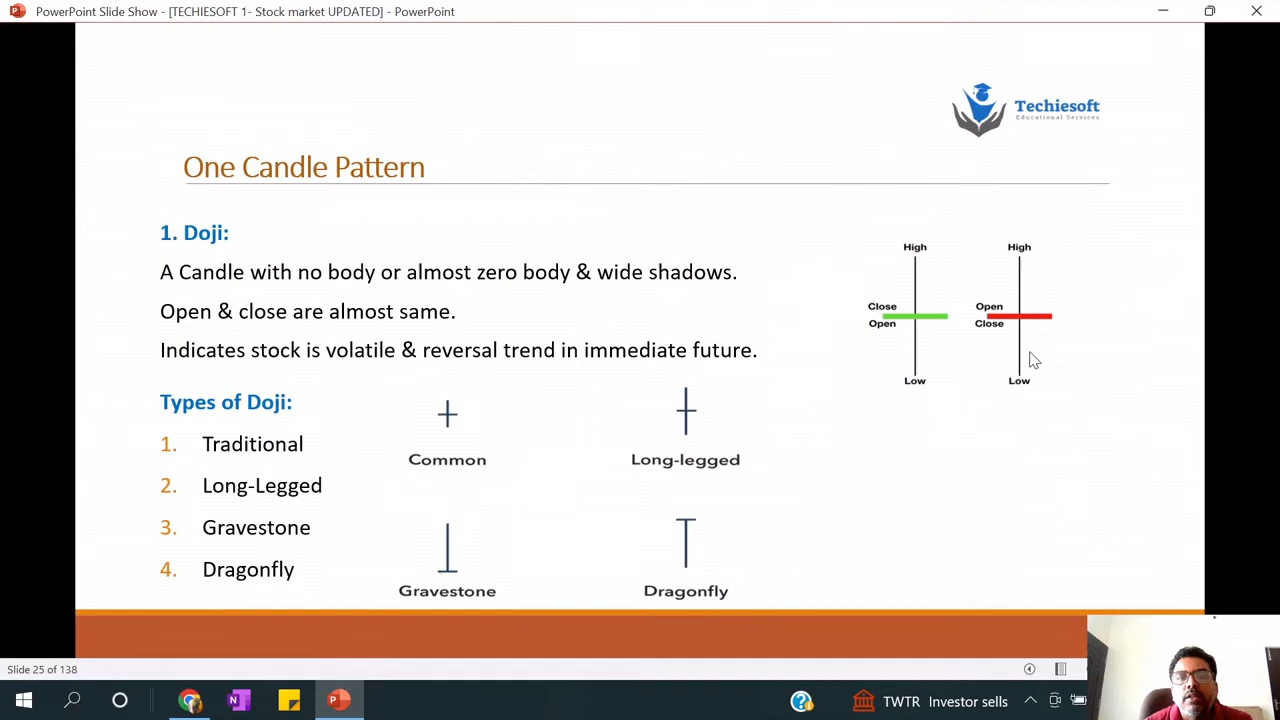 PowerPoint Slide Show - [TECHIESOFT 1- Stock market UPDATED] - PowerPoint
Techiesoft
Educational Services
One Candle Pattern
1. Doji:
A Candle with no body or almost zero body & wide shadows.
Open & close are almost same.
Indicates stock is volatile & reversal trend in immediate future.
High
High
Close
Open
Open
Close
Low
Low
Types of Doji:
1. Traditional
2. Long-Legged
3. Gravestone
4. Dragonfly
Common
Long-legged
Gravestone
Dragonfly
Slide 25 of 138
TWTR Investor sells